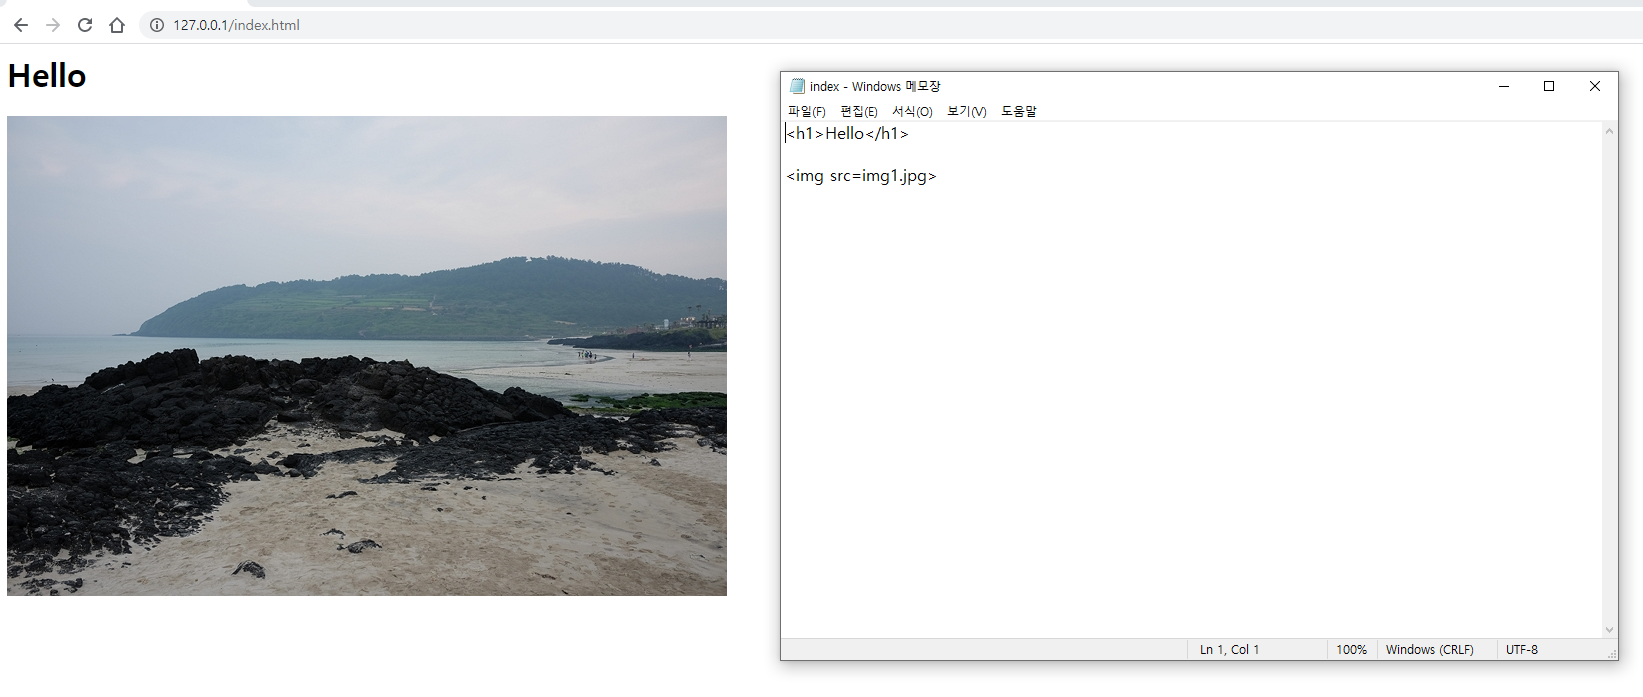 127.0.0.1/index.html
Hello
index - Windows 메모장
파일(F) 편집(E) 서식(O) 보기(V) 도움말
<h1>Hello</h1>
<img src=img1.jpg>
Ln 1, Col 1 100% Windows (CRLF) UTF-8